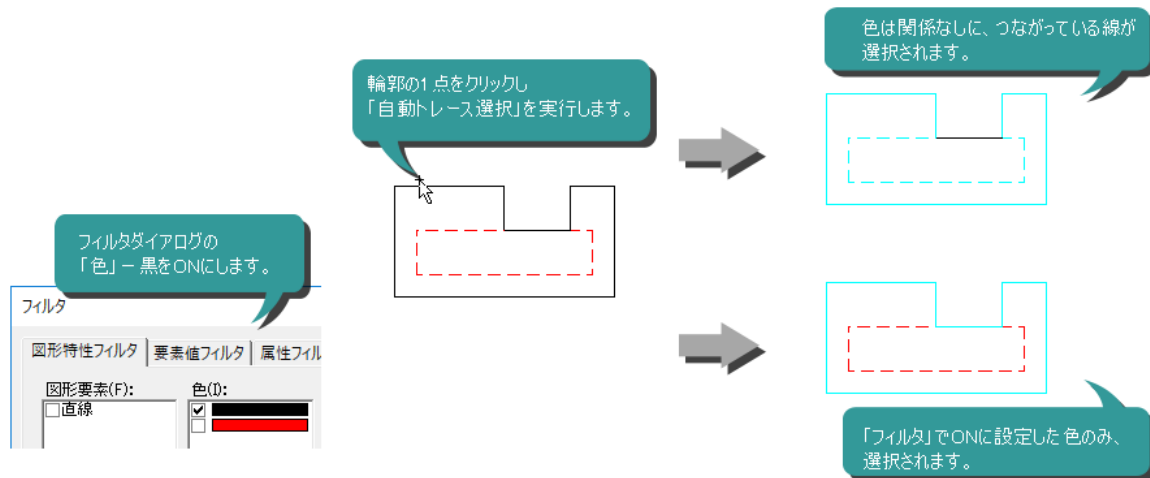 色は関係なしに、つながっている線が
選択されます。
輪郭の1 点をクリックし
「自動トレース選択」を実行します。
フィルタダイアログの
「色」－ 黒をONにします。
フィルタ
図形特性フィルタ 要素値フィルタ 属性フィル
図形要素(F): 色(I):
直線
「フィルタ」でONに設定した色のみ、
選択されます。